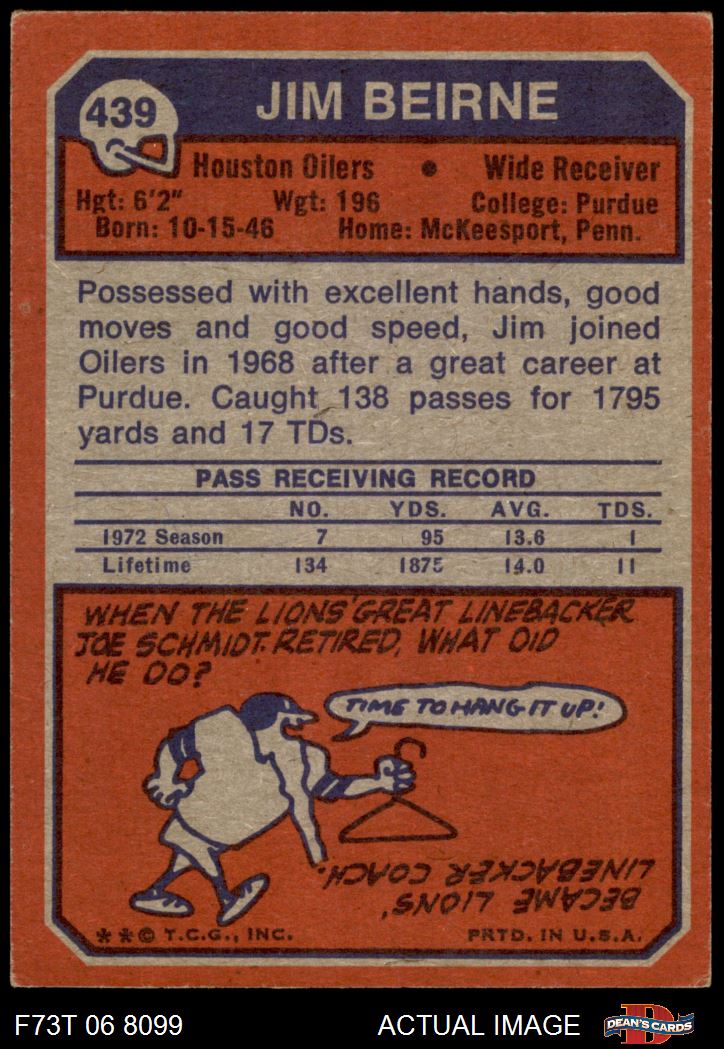 439
JIM BEIRNE
Houston Oilers • Wide Receiver
Hgt: 6'2" Wgt: 196 College: Purdue
Born: 10-15-46 Home: McKeesport, Penn.
Possessed with excellent hands, good
moves and good speed, Jim joined
Oilers in 1968 after a great career at
Purdue. Caught 138 passes for 1795
yards and 17 TDs.
PASS RECEIVING RECORD
NO. YDS. AVG. TDS.
1972 Season 7 95 13.6 1
Lifetime 134 1875 14.0 11
WHEN THE LIONS' GREAT LINEBACKER
JOE SCHMIDT RETIRED, WHAT DID
HE DO?
TIME TO HANG IT UP!
BECAME LIONS'
LINEBACKER COACH.
**© T.C.G., INC. PRTD. IN U.S.A.
F73T 06 8099 ACTUAL IMAGE
D
DEAN'S CARDS